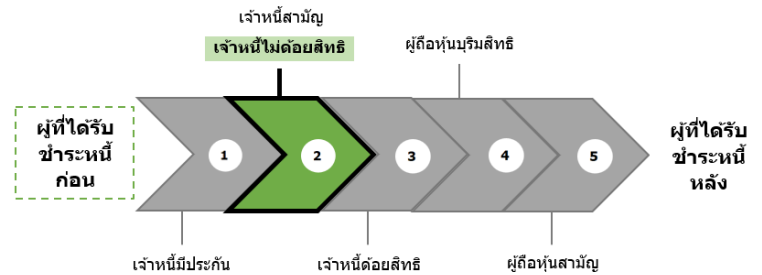 เจ้าหนี้สามัญ
เจ้าหนี้ไม่ด้อยสิทธิ
ผู้ถือหุ้นบุริมสิทธิ
ผู้ที่ได้รับ
ชำระหนี้
ก่อน
1
2
3
4
5
ผู้ที่ได้รับ
ชำระหนี้
หลัง
เจ้าหนี้มีประกัน
เจ้าหนี้ด้อยสิทธิ
ผู้ถือหุ้นสามัญ